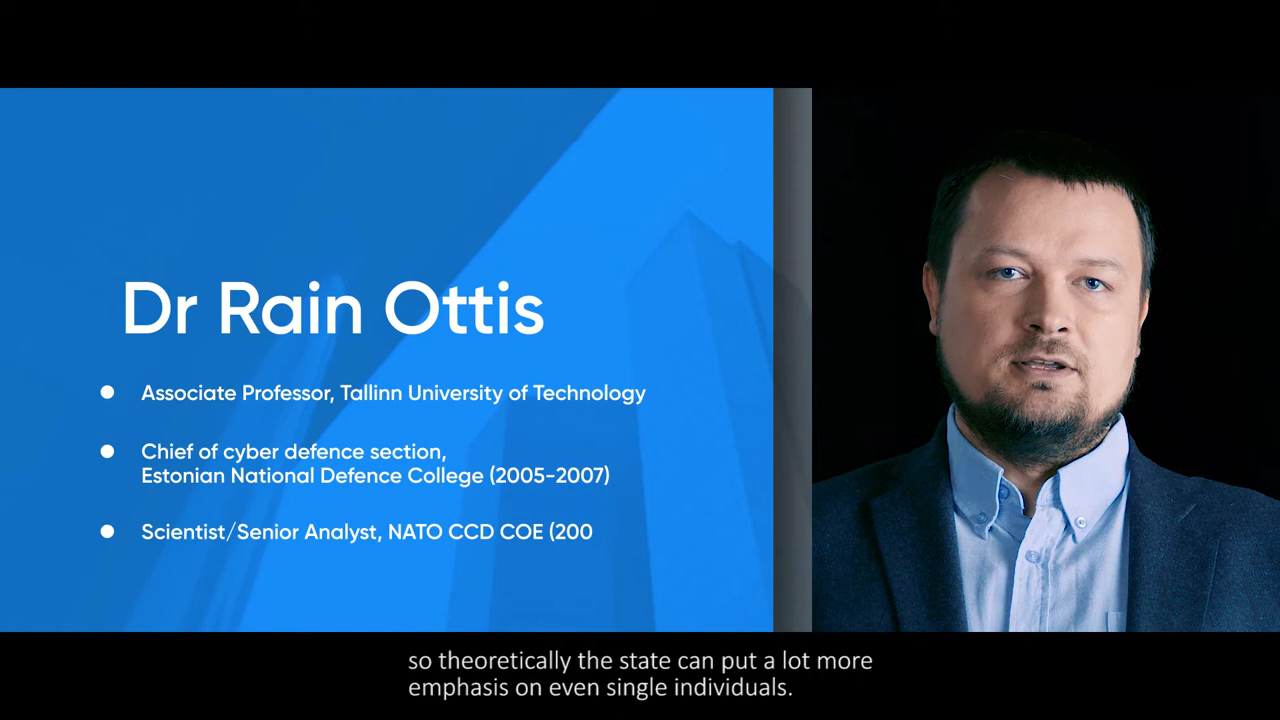 Dr Rain Ottis
Associate Professor, Tallinn University of Technology
Chief of cyber defence section,
Estonian National Defence College (2005-2007)
Scientist/Senior Analyst, NATO CCD COE (200
so theoretically the state can put a lot more
emphasis on even single individuals.